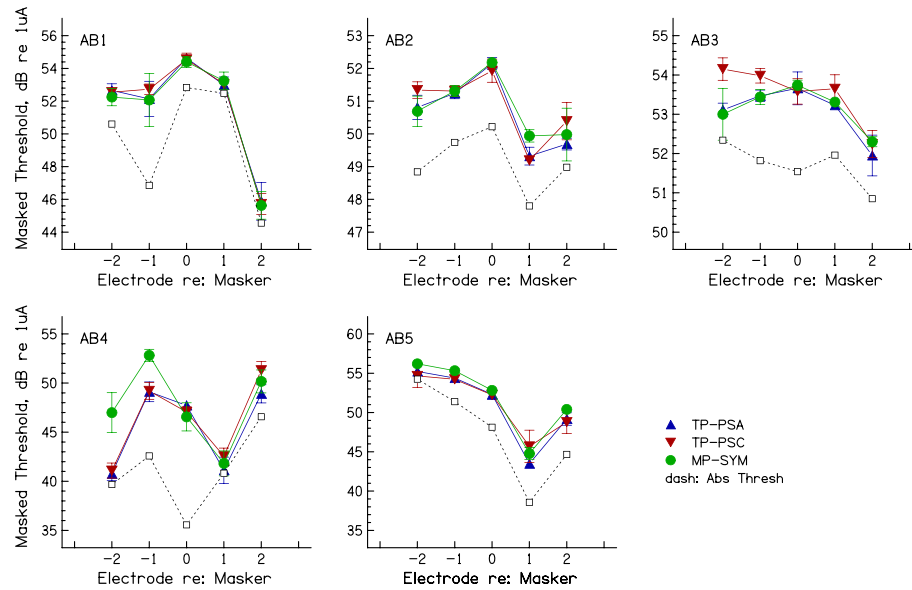 AB1
56
54
52
50
48
46
44
-2 -1 0 1 2
Electrode re: Masker
Masked Threshold, dB re 1uA
AB2
53
52
51
50
49
48
47
-2 -1 0 1 2
Electrode re: Masker
AB3
55
54
53
52
51
50
-2 -1 0 1 2
Electrode re: Masker
AB4
55
50
45
40
35
-2 -1 0 1 2
Electrode re: Masker
Masked Threshold, dB re 1uA
AB5
60
55
50
45
40
35
-2 -1 0 1 2
Electrode re: Masker
TP-PSA
TP-PSC
MP-SYM
dash: Abs Thresh